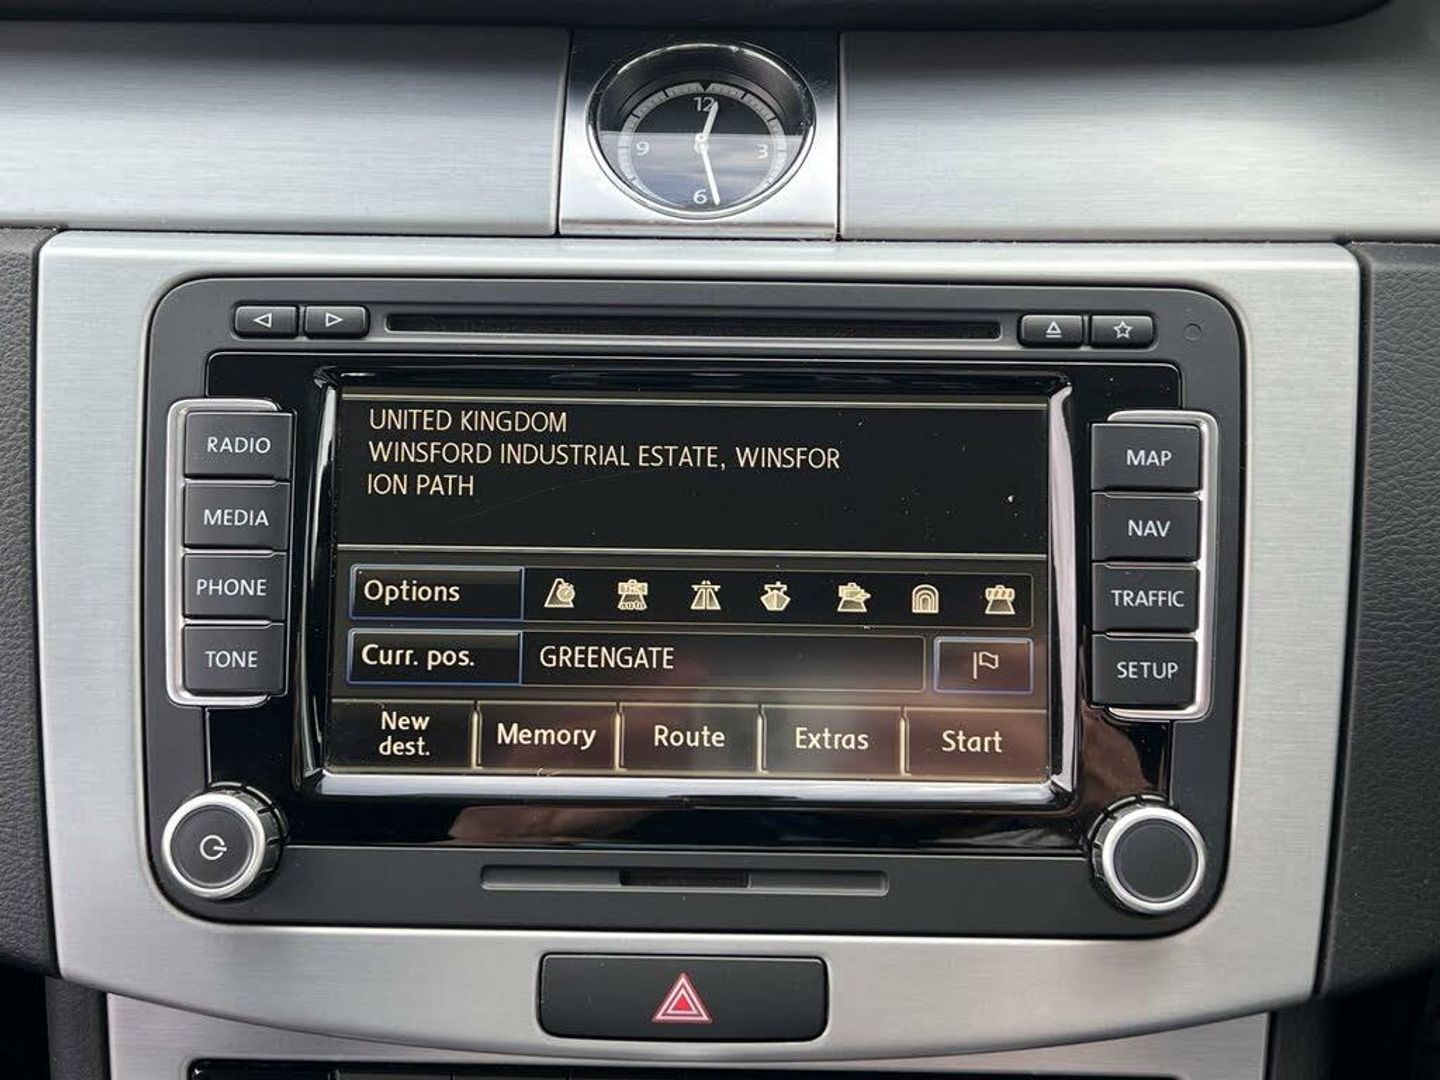 12
9
3
6
UNITED KINGDOM
WINSFORD INDUSTRIAL ESTATE, WINSFOR
ION PATH
RADIO
MEDIA
PHONE
TONE
MAP
NAV
TRAFFIC
SETUP
Options
Curr. pos.
GREENGATE
New
dest.
Memory
Route
Extras
Start